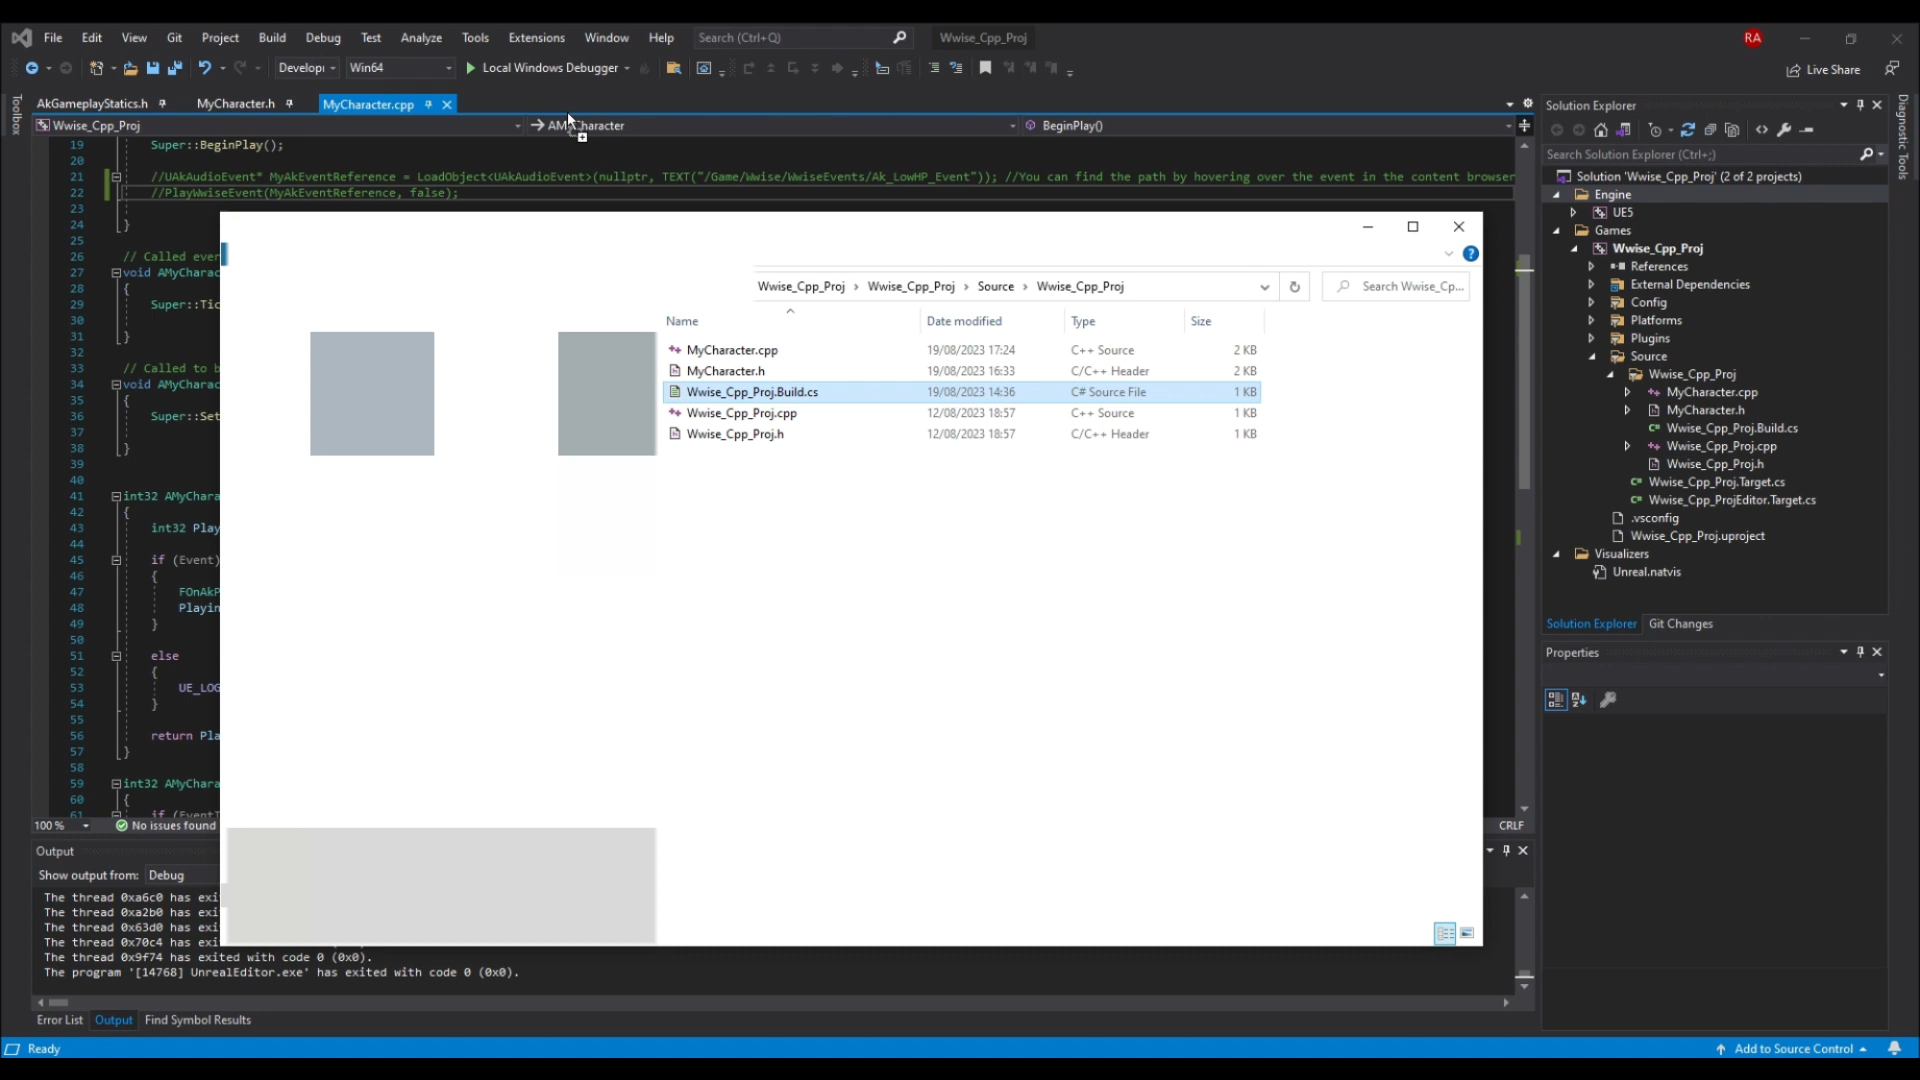 File Edit View Git Project Build Debug Test Analyze Tools Extensions Window Help Search (Ctrl+Q) Wwise_Cpp_Proj RA
Developi Win64 Local Windows Debugger Live Share
Toolbox
AkGameplayStatics.h MyCharacter.h MyCharacter.cpp
Wwise_Cpp_Proj BeginPlay()
19 Super::BeginPlay();
20
21 //UAkAudioEvent* MyAkEventReference = LoadObject<UAkAudioEvent>(nullptr, TEXT("/Game/Wwise/WwiseEvents/Ak_LowHP_Event")); //You can find the path by hovering over the event in the content browser
22 //PlayWwiseEvent(MyAkEventReference, false);
23
24 }
25
26 // Called ever
27 void AMyCharac
28 {
29 Super::Tic
30
31 }
32
33 // Called to b
34 void AMyCharac
35 {
36 Super::Set
37
38 }
39
40
41 int32 AMyChara
42 {
43 int32 Play
44
45 if (Event)
46 {
47 FOnAkP
48 Playin
49 }
50
51 else
52 {
53 UE_LOG
54 }
55
56 return Pla
57 }
58
59 int32 AMyChara
60 {
61 if (EventI
100 % No issues found CRLF
Wwise_Cpp_Proj › Wwise_Cpp_Proj › Source › Wwise_Cpp_Proj Search Wwise_Cp...
Name Date modified Type Size
MyCharacter.cpp 19/08/2023 17:24 C++ Source 2 KB
MyCharacter.h 19/08/2023 16:33 C/C++ Header 2 KB
Wwise_Cpp_Proj.Build.cs 19/08/2023 14:36 C# Source File 1 KB
Wwise_Cpp_Proj.cpp 12/08/2023 18:57 C++ Source 1 KB
Wwise_Cpp_Proj.h 12/08/2023 18:57 C/C++ Header 1 KB
Solution Explorer
Search Solution Explorer (Ctrl+;)
Solution 'Wwise_Cpp_Proj' (2 of 2 projects)
Engine
UE5
Games
Wwise_Cpp_Proj
References
External Dependencies
Config
Platforms
Plugins
Source
Wwise_Cpp_Proj
MyCharacter.cpp
MyCharacter.h
Wwise_Cpp_Proj.Build.cs
Wwise_Cpp_Proj.cpp
Wwise_Cpp_Proj.h
Wwise_Cpp_Proj.Target.cs
Wwise_Cpp_ProjEditor.Target.cs
.vsconfig
Wwise_Cpp_Proj.uproject
Visualizers
Unreal.natvis
Solution Explorer Git Changes
Properties
Diagnostic Tools
Output
Show output from: Debug
The thread 0xa6c0 has exi
The thread 0xa2b0 has exi
The thread 0x63d0 has exi
The thread 0x70c4 has exi
The thread 0x9f74 has exited with code 0 (0x0).
The program '[14768] UnrealEditor.exe' has exited with code 0 (0x0).
Error List Output Find Symbol Results
Ready Add to Source Control